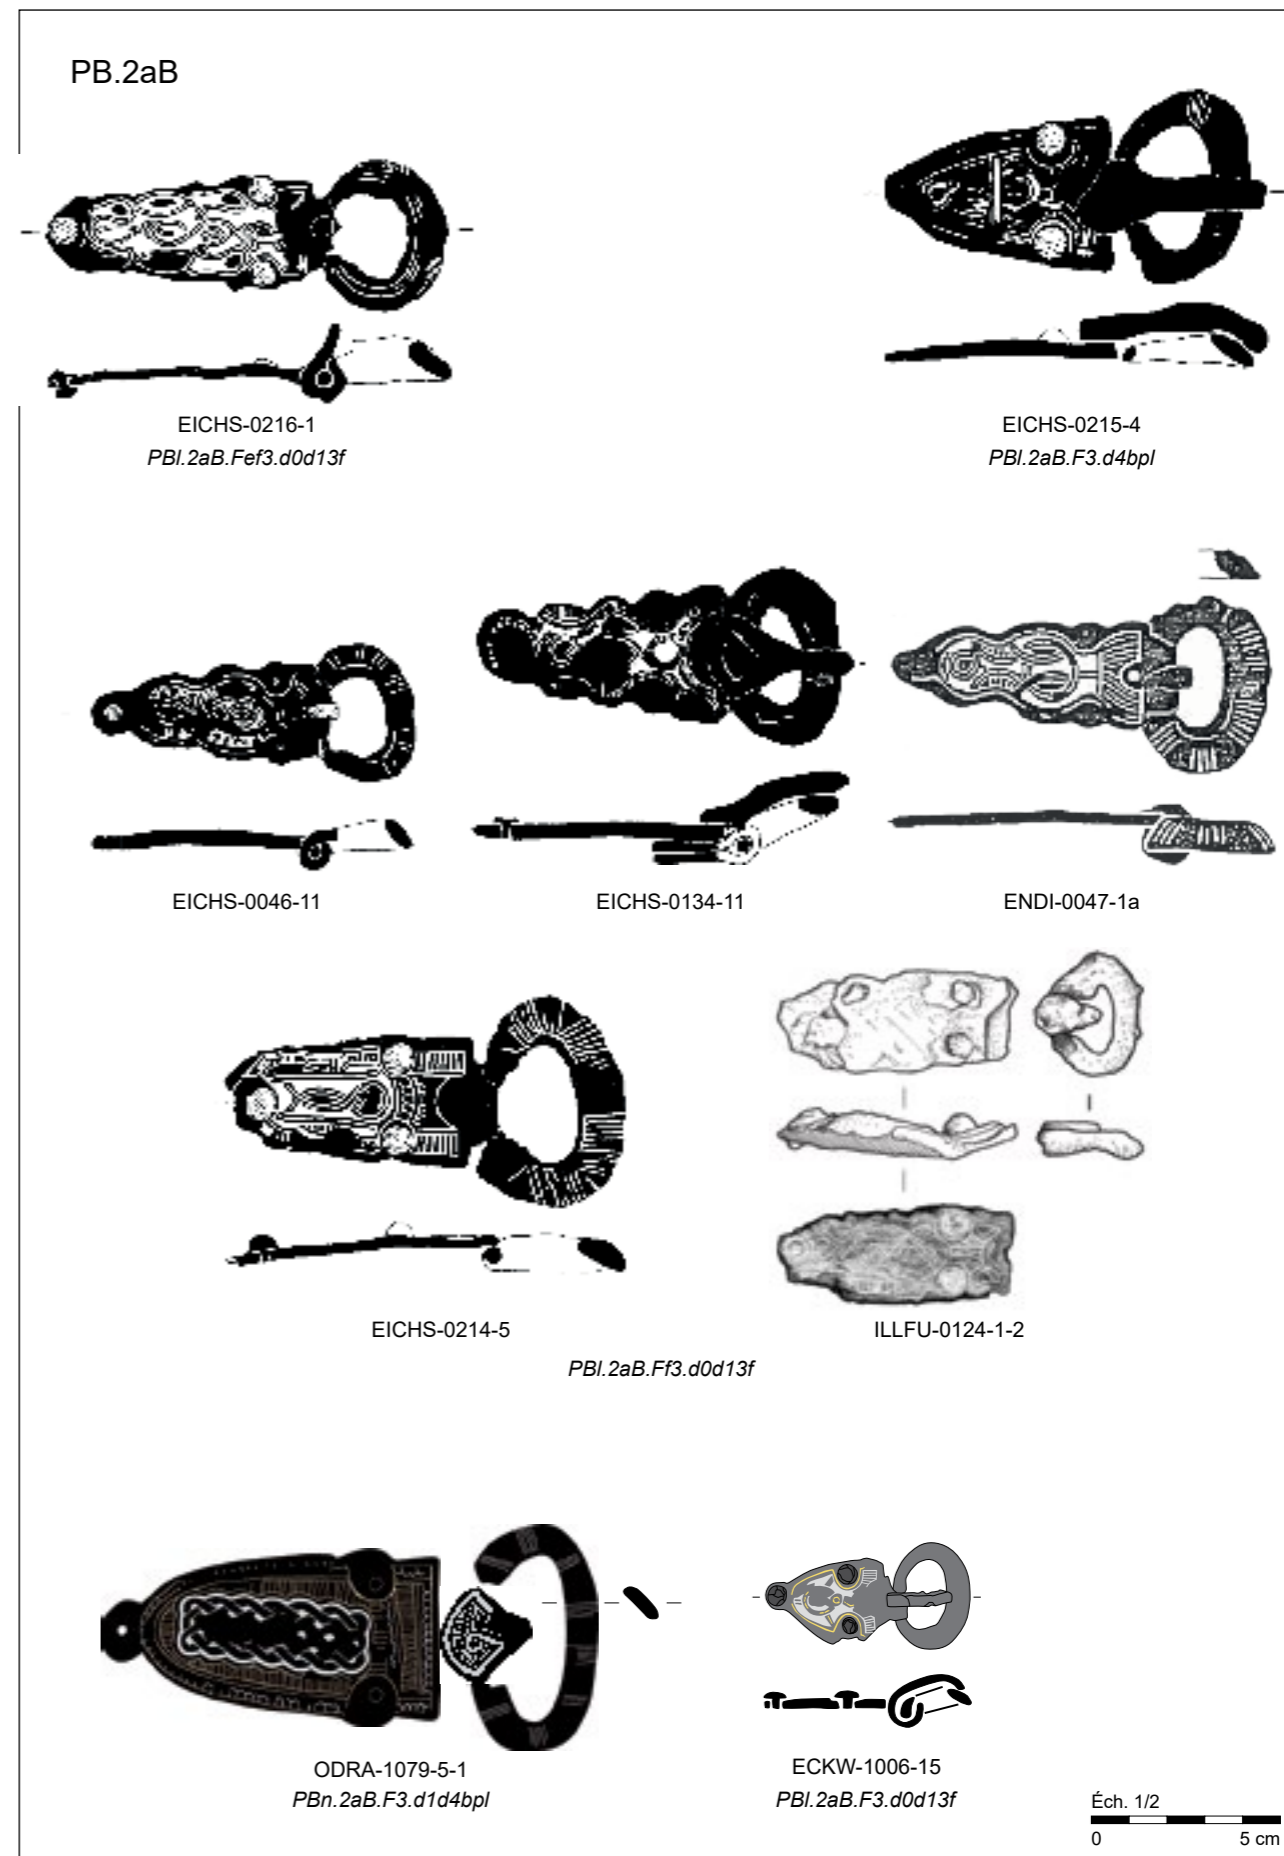 PB.2aB
EICHS-0216-1
PBl.2aB.Fef3.d0d13f
EICHS-0215-4
PBl.2aB.F3.d4bpl
EICHS-0046-11
EICHS-0134-11
ENDI-0047-1a
EICHS-0214-5
ILLFU-0124-1-2
PBl.2aB.Ff3.d0d13f
ODRA-1079-5-1
PBn.2aB.F3.d1d4bpl
ECKW-1006-15
PBl.2aB.F3.d0d13f
Éch. 1/2
0 5 cm